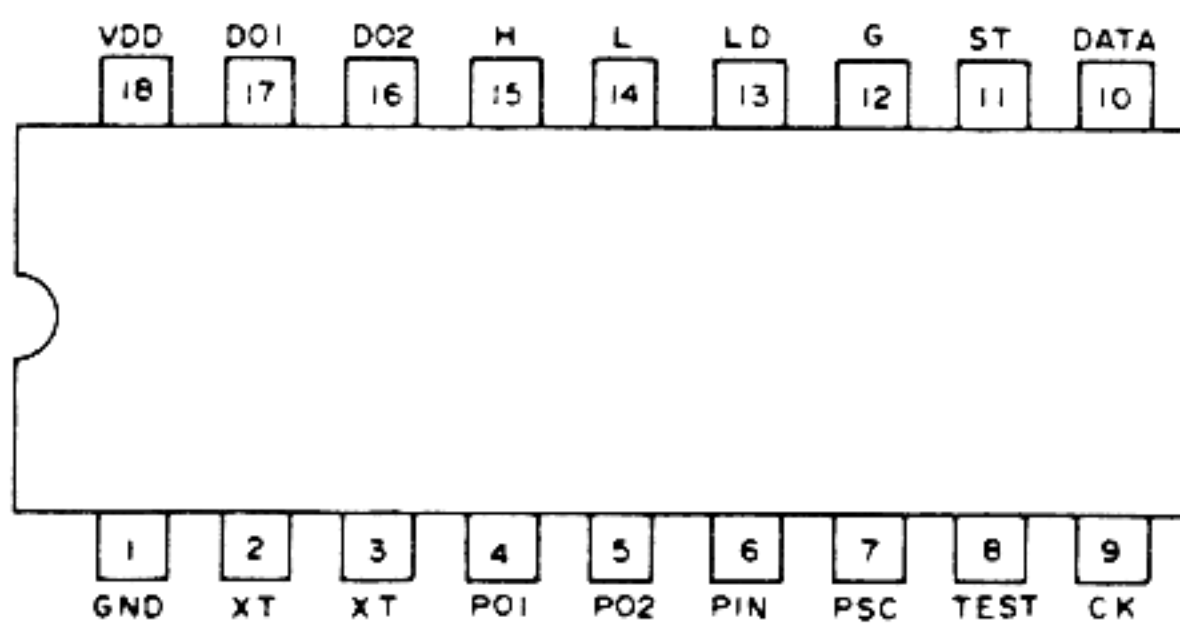 VDD DO1 DO2 H L LD G ST DATA
18 17 16 15 14 13 12 11 10
1 2 3 4 5 6 7 8 9
GND XT XT PO1 PO2 PIN PSC TEST CK